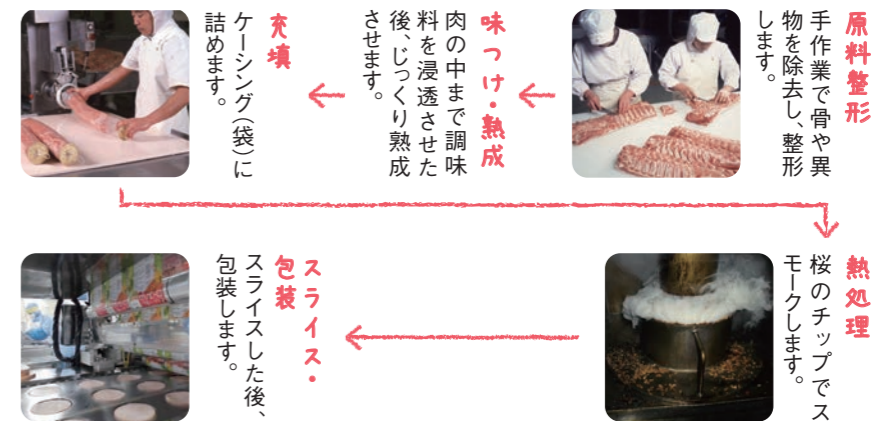 原料整形
手作業で骨や異
物を除去し、整形
します。
味つけ・熟成
肉の中まで調味
料を浸透させた
後、じっくり熟成
させます。
充填
ケーシング(袋)に
詰めます。
熱処理
桜のチップでス
モークします。
スライス・
包装
スライスした後、
包装します。